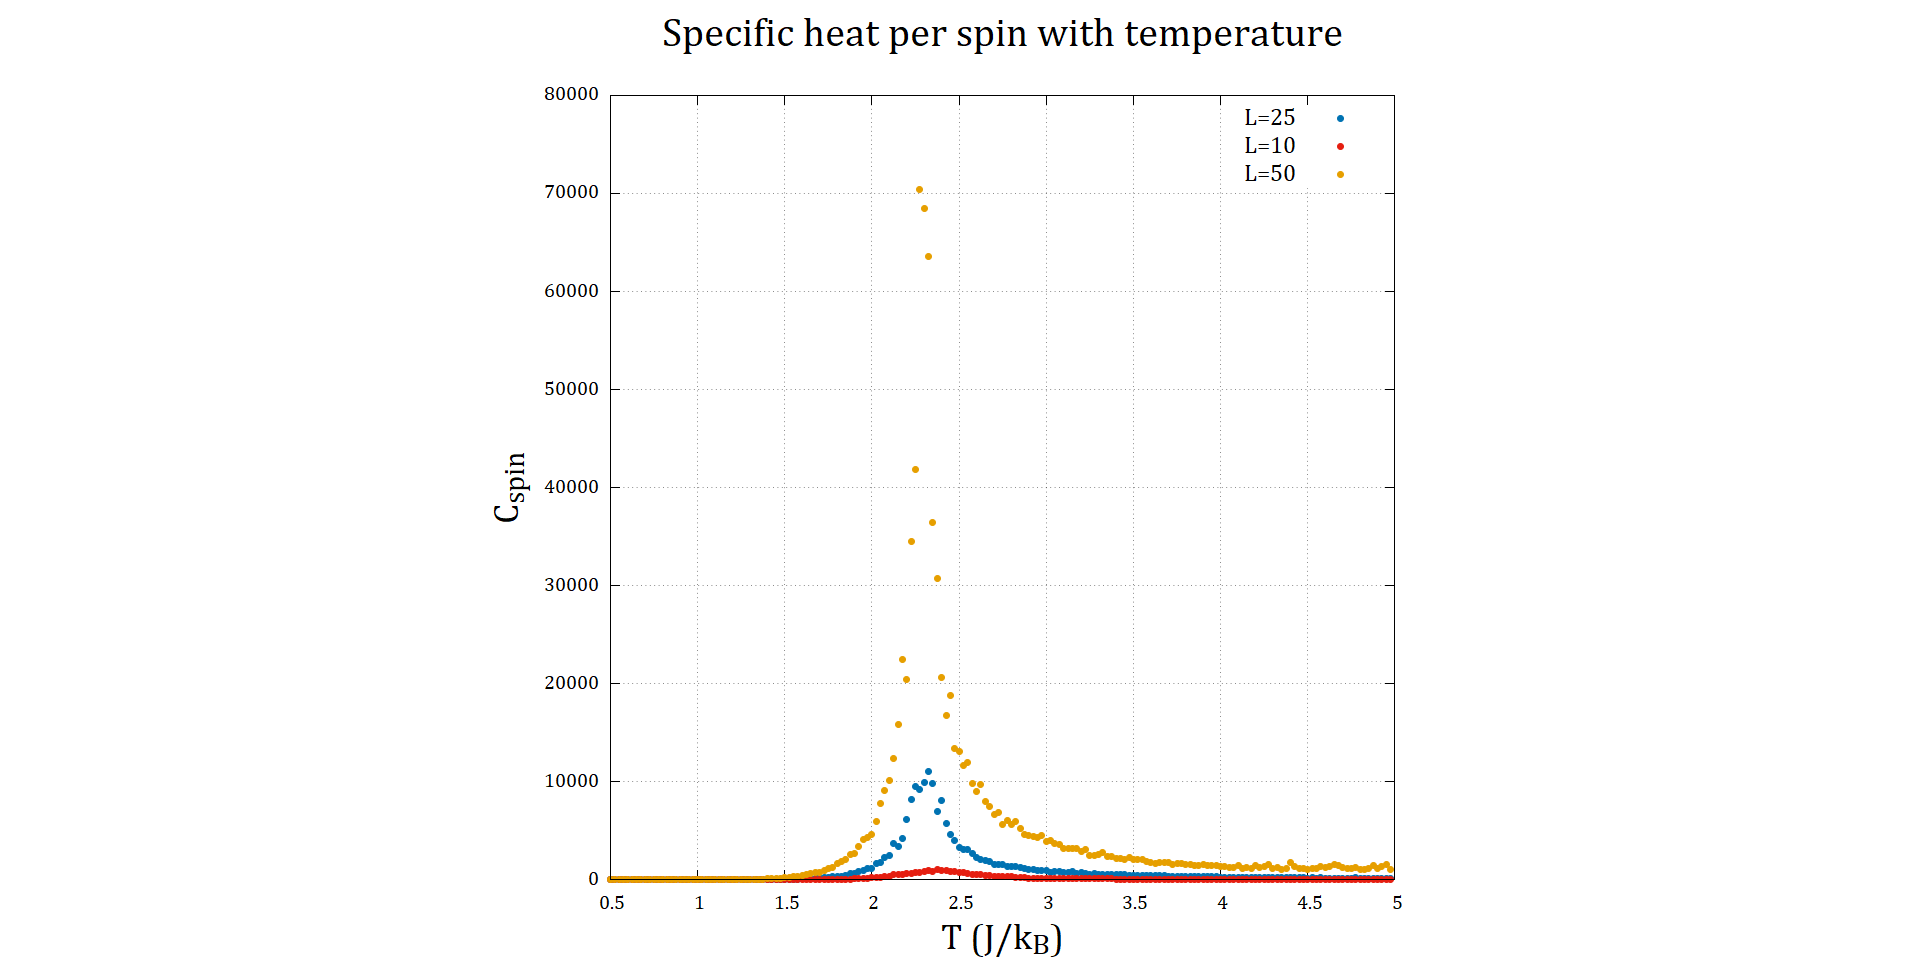 Specific heat per spin with temperature
80000
70000
60000
50000
40000
30000
20000
10000
0
L=25
L=10
L=50
Cspin
0.5 1 1.5 2 2.5 3 3.5 4 4.5 5
T (J/kB)